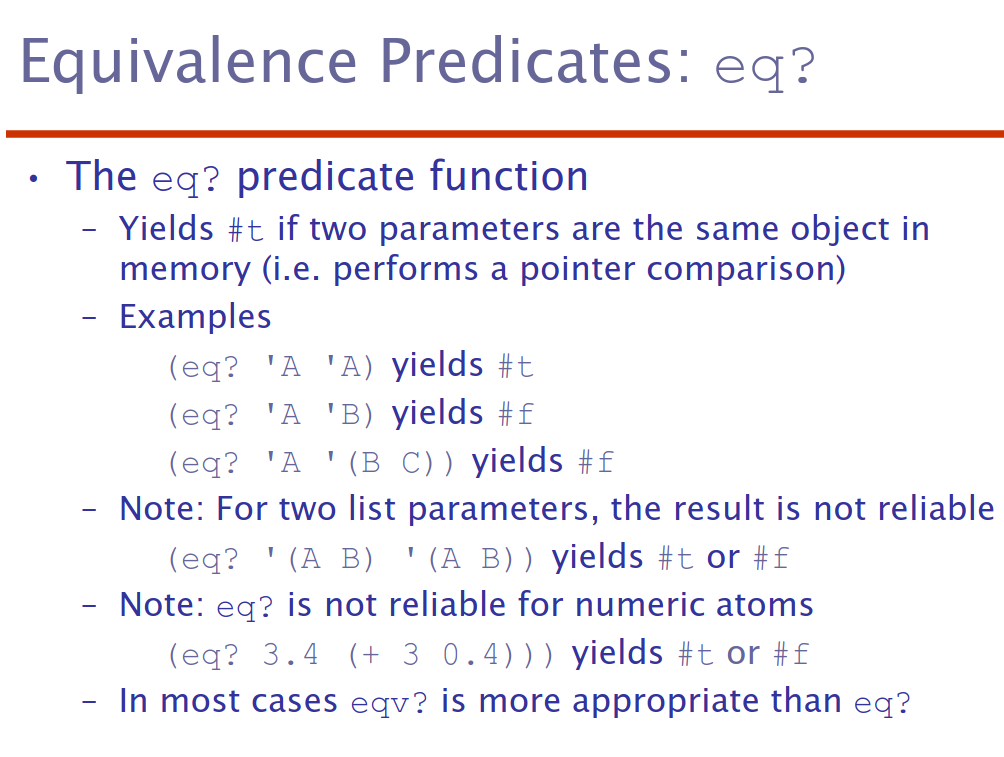 Equivalence Predicates: eq?
• The eq? predicate function
– Yields #t if two parameters are the same object in
memory (i.e. performs a pointer comparison)
– Examples
(eq? 'A 'A) yields #t
(eq? 'A 'B) yields #f
(eq? 'A '(B C)) yields #f
– Note: For two list parameters, the result is not reliable
(eq? '(A B) '(A B)) yields #t or #f
– Note: eq? is not reliable for numeric atoms
(eq? 3.4 (+ 3 0.4))) yields #t or #f
– In most cases eqv? is more appropriate than eq?